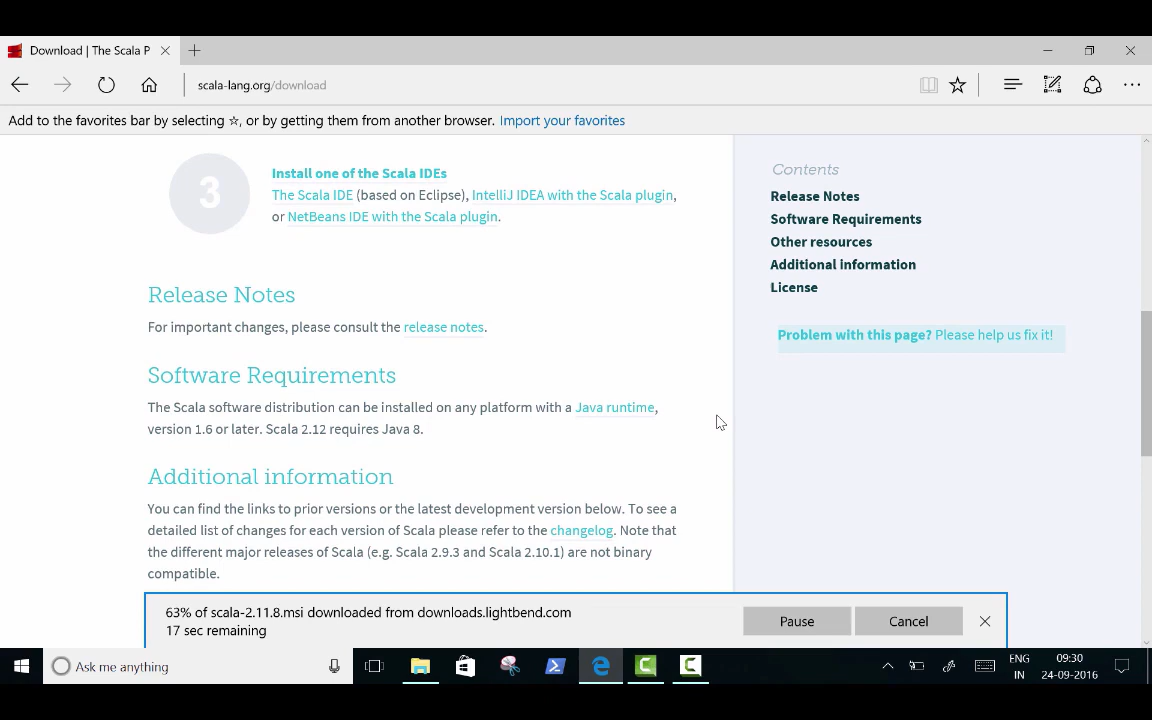 Download | The Scala P
scala-lang.org/download
Add to the favorites bar by selecting ☆, or by getting them from another browser. Import your favorites
3
Install one of the Scala IDEs
The Scala IDE (based on Eclipse), IntelliJ IDEA with the Scala plugin,
or NetBeans IDE with the Scala plugin.
Release Notes
For important changes, please consult the release notes.
Software Requirements
The Scala software distribution can be installed on any platform with a Java runtime,
version 1.6 or later. Scala 2.12 requires Java 8.
Additional information
You can find the links to prior versions or the latest development version below. To see a
detailed list of changes for each version of Scala please refer to the changelog. Note that
the different major releases of Scala (e.g. Scala 2.9.3 and Scala 2.10.1) are not binary
compatible.
Contents
Release Notes
Software Requirements
Other resources
Additional information
License
Problem with this page? Please help us fix it!
63% of scala-2.11.8.msi downloaded from downloads.lightbend.com
17 sec remaining
Pause
Cancel
Ask me anything
ENG
IN
09:30
24-09-2016